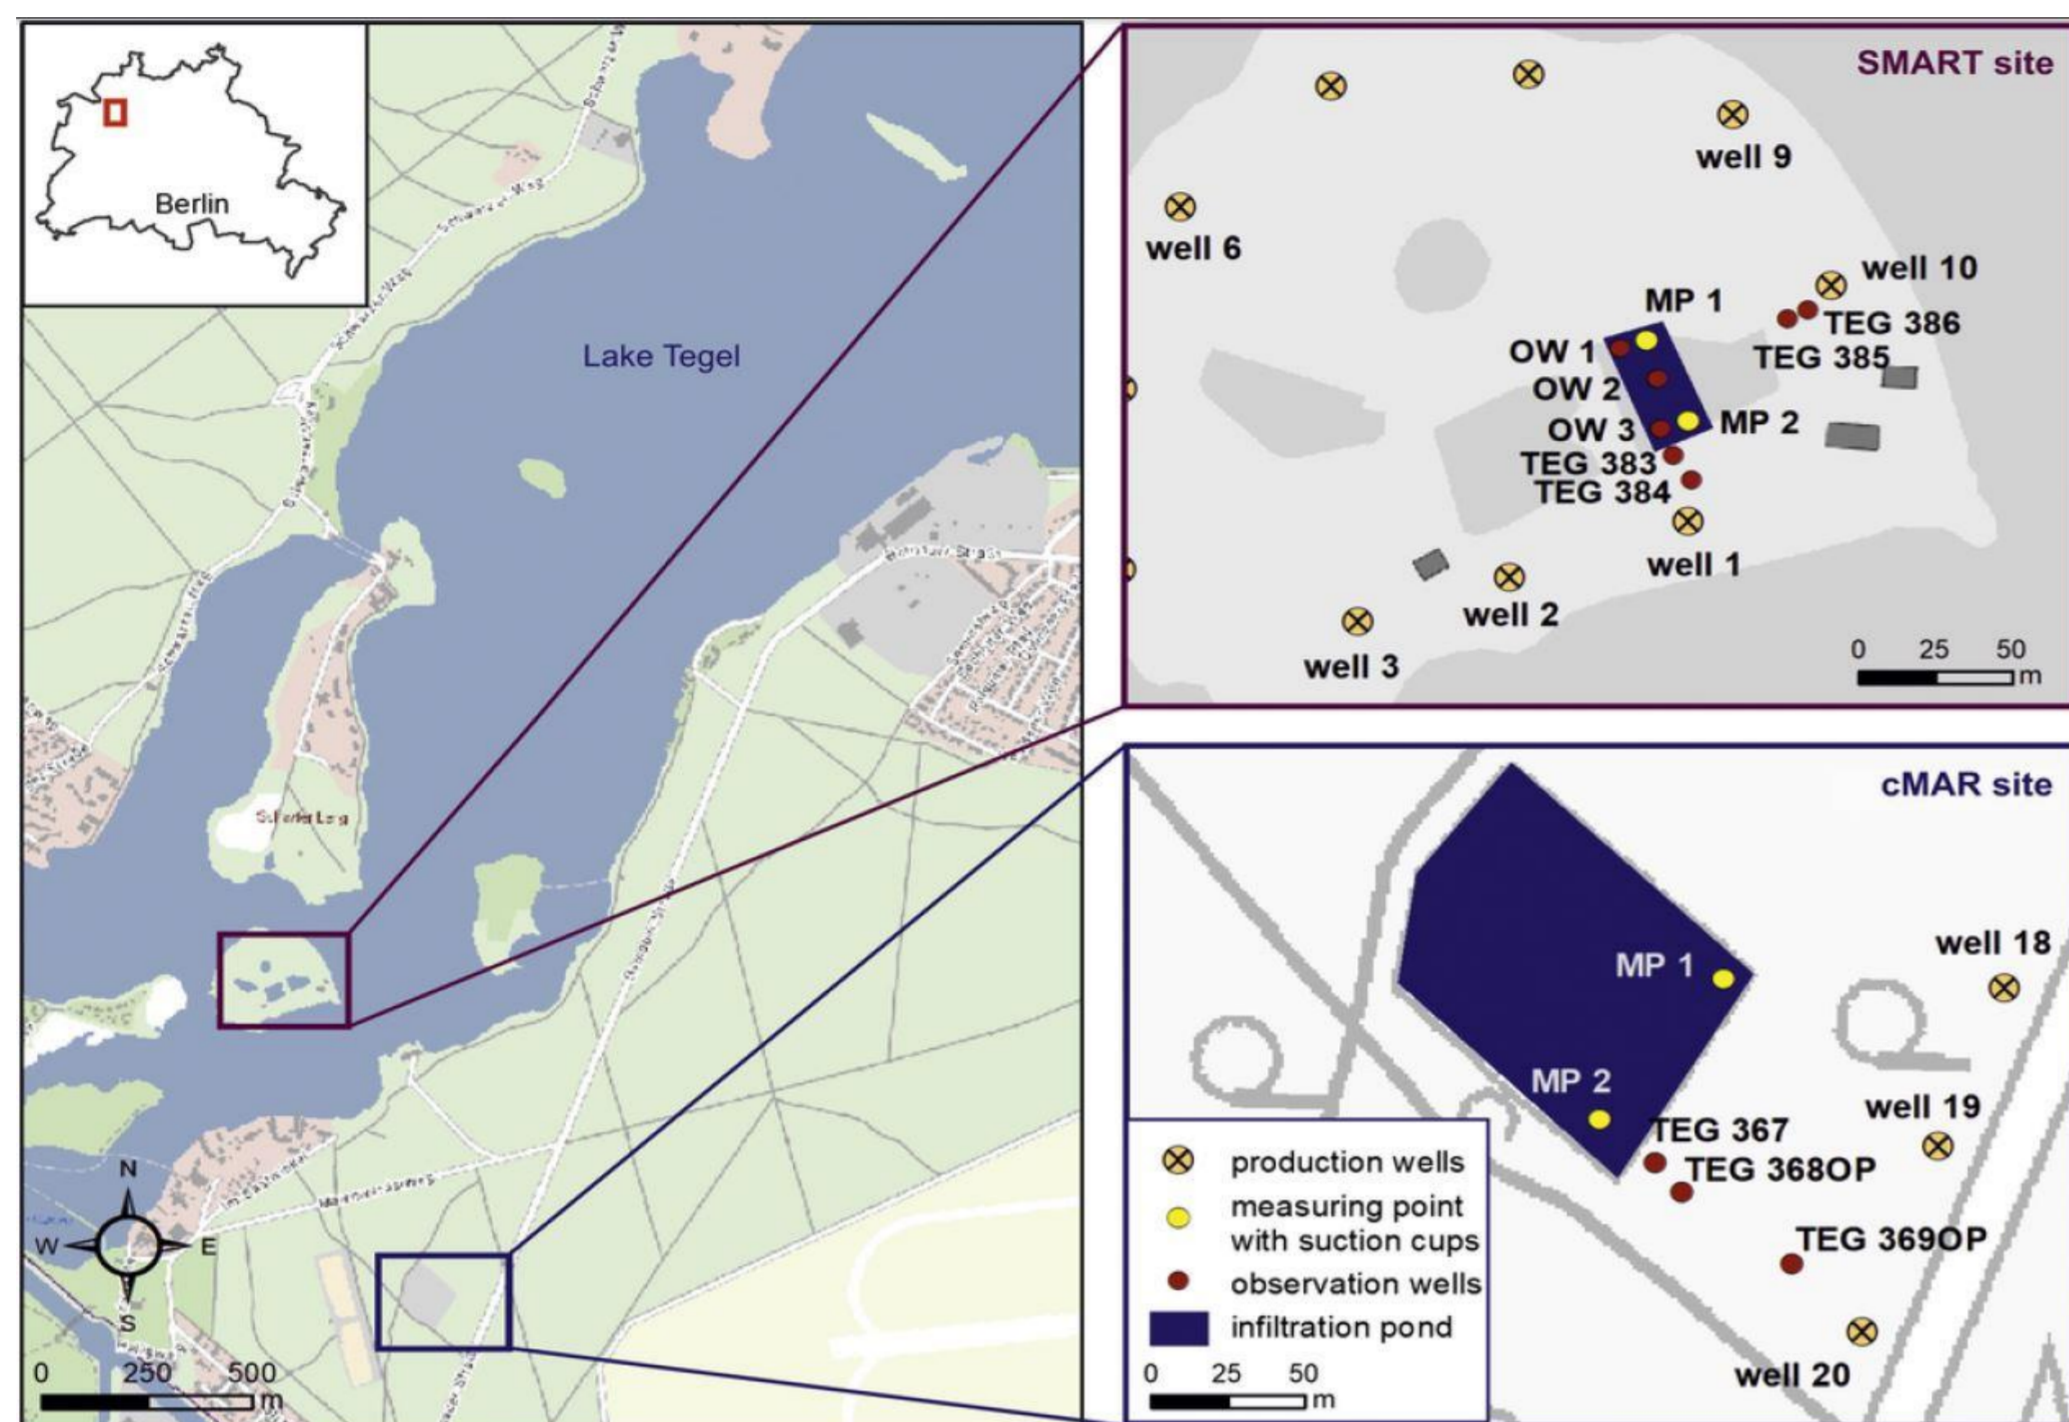 Berlin
Lake Tegel
N
W
E
S
0 250 500
m
SMART site
well 9
well 6
well 10
MP 1
TEG 386
OW 1
TEG 385
OW 2
MP 2
OW 3
TEG 383
TEG 384
well 1
well 2
well 3
0 25 50
m
cMAR site
well 18
MP 1
MP 2
well 19
TEG 367
TEG 368OP
TEG 369OP
well 20
production wells
measuring point
with suction cups
observation wells
infiltration pond
0 25 50
m